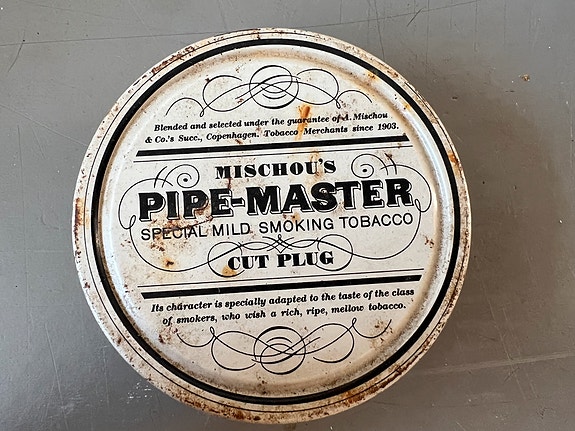 Blended and selected under the guarantee of A. Mischou
& Co.'s Succ., Copenhagen. Tobacco Merchants since 1903.
MISCHOU'S
PIPE-MASTER
SPECIAL MILD SMOKING TOBACCO
CUT PLUG
Its character is specially adapted to the taste of the class
of smokers, who wish a rich, ripe, mellow tobacco.